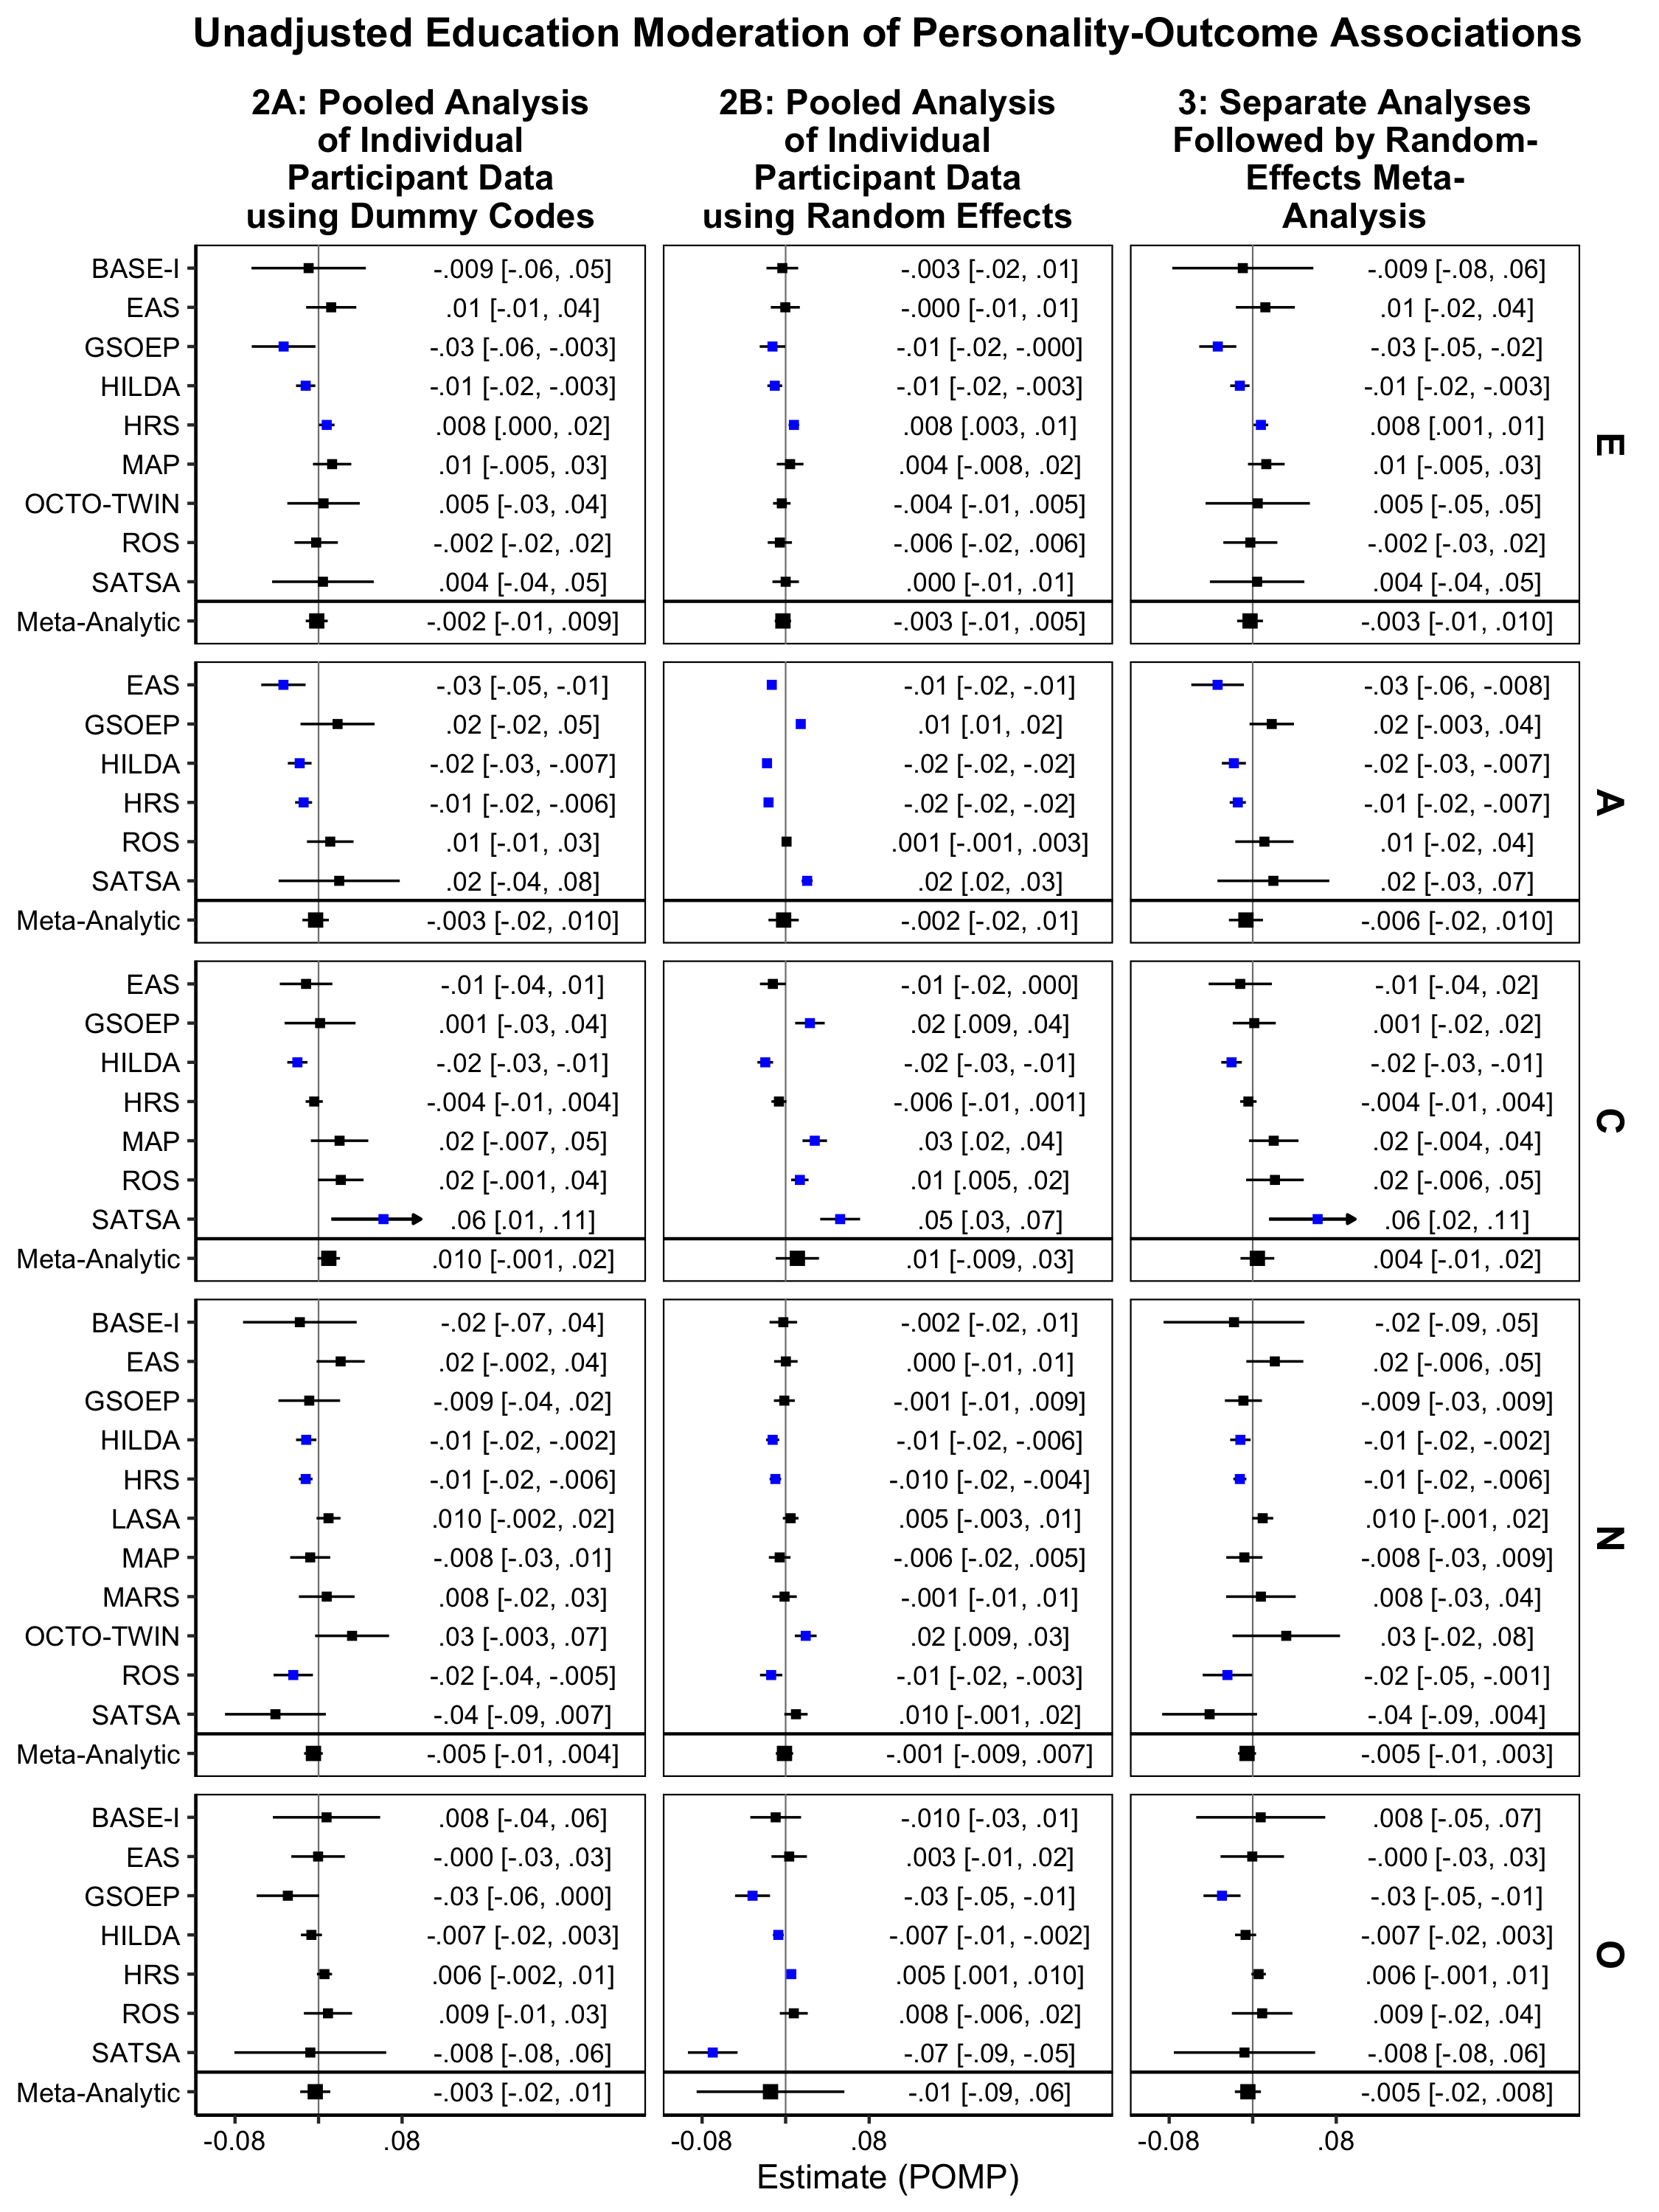 Unadjusted Education Moderation of Personality-Outcome Associations
2A: Pooled Analysis
of Individual
Participant Data
using Dummy Codes
2B: Pooled Analysis
of Individual
Participant Data
using Random Effects
3: Separate Analyses
Followed by Random-
Effects Meta-
Analysis
BASE-I -.009 [-.06, .05] -.003 [-.02, .01] -.009 [-.08, .06]
EAS .01 [-.01, .04] -.000 [-.01, .01] .01 [-.02, .04]
GSOEP -.03 [-.06, -.003] -.01 [-.02, -.000] -.03 [-.05, -.02]
HILDA -.01 [-.02, -.003] -.01 [-.02, -.003] -.01 [-.02, -.003]
HRS .008 [.000, .02] .008 [.003, .01] .008 [.001, .01]
MAP .01 [-.005, .03] .004 [-.008, .02] .01 [-.005, .03]
OCTO-TWIN .005 [-.03, .04] -.004 [-.01, .005] .005 [-.05, .05]
ROS -.002 [-.02, .02] -.006 [-.02, .006] -.002 [-.03, .02]
SATSA .004 [-.04, .05] .000 [-.01, .01] .004 [-.04, .05]
Meta-Analytic -.002 [-.01, .009] -.003 [-.01, .005] -.003 [-.01, .010]
E
EAS -.03 [-.05, -.01] -.01 [-.02, -.01] -.03 [-.06, -.008]
GSOEP .02 [-.02, .05] .01 [.01, .02] .02 [-.003, .04]
HILDA -.02 [-.03, -.007] -.02 [-.02, -.02] -.02 [-.03, -.007]
HRS -.01 [-.02, -.006] -.02 [-.02, -.02] -.01 [-.02, -.007]
ROS .01 [-.01, .03] .001 [-.001, .003] .01 [-.02, .04]
SATSA .02 [-.04, .08] .02 [.02, .03] .02 [-.03, .07]
Meta-Analytic -.003 [-.02, .010] -.002 [-.02, .01] -.006 [-.02, .010]
A
EAS -.01 [-.04, .01] -.01 [-.02, .000] -.01 [-.04, .02]
GSOEP .001 [-.03, .04] .02 [.009, .04] .001 [-.02, .02]
HILDA -.02 [-.03, -.01] -.02 [-.03, -.01] -.02 [-.03, -.01]
HRS -.004 [-.01, .004] -.006 [-.01, .001] -.004 [-.01, .004]
MAP .02 [-.007, .05] .03 [.02, .04] .02 [-.004, .04]
ROS .02 [-.001, .04] .01 [.005, .02] .02 [-.006, .05]
SATSA .06 [.01, .11] .05 [.03, .07] .06 [.02, .11]
Meta-Analytic .010 [-.001, .02] .01 [-.009, .03] .004 [-.01, .02]
C
BASE-I -.02 [-.07, .04] -.002 [-.02, .01] -.02 [-.09, .05]
EAS .02 [-.002, .04] .000 [-.01, .01] .02 [-.006, .05]
GSOEP -.009 [-.04, .02] -.001 [-.01, .009] -.009 [-.03, .009]
HILDA -.01 [-.02, -.002] -.01 [-.02, -.006] -.01 [-.02, -.002]
HRS -.01 [-.02, -.006] -.010 [-.02, -.004] -.01 [-.02, -.006]
LASA .010 [-.002, .02] .005 [-.003, .01] .010 [-.001, .02]
MAP -.008 [-.03, .01] -.006 [-.02, .005] -.008 [-.03, .009]
MARS .008 [-.02, .03] -.001 [-.01, .01] .008 [-.03, .04]
OCTO-TWIN .03 [-.003, .07] .02 [.009, .03] .03 [-.02, .08]
ROS -.02 [-.04, -.005] -.01 [-.02, -.003] -.02 [-.05, -.001]
SATSA -.04 [-.09, .007] .010 [-.001, .02] -.04 [-.09, .004]
Meta-Analytic -.005 [-.01, .004] -.001 [-.009, .007] -.005 [-.01, .003]
N
BASE-I .008 [-.04, .06] -.010 [-.03, .01] .008 [-.05, .07]
EAS -.000 [-.03, .03] .003 [-.01, .02] -.000 [-.03, .03]
GSOEP -.03 [-.06, .000] -.03 [-.05, -.01] -.03 [-.05, -.01]
HILDA -.007 [-.02, .003] -.007 [-.01, -.002] -.007 [-.02, .003]
HRS .006 [-.002, .01] .005 [.001, .010] .006 [-.001, .01]
ROS .009 [-.01, .03] .008 [-.006, .02] .009 [-.02, .04]
SATSA -.008 [-.08, .06] -.07 [-.09, -.05] -.008 [-.08, .06]
Meta-Analytic -.003 [-.02, .01] -.01 [-.09, .06] -.005 [-.02, .008]
O
-0.08 .08 -0.08 .08 -0.08 .08
Estimate (POMP)